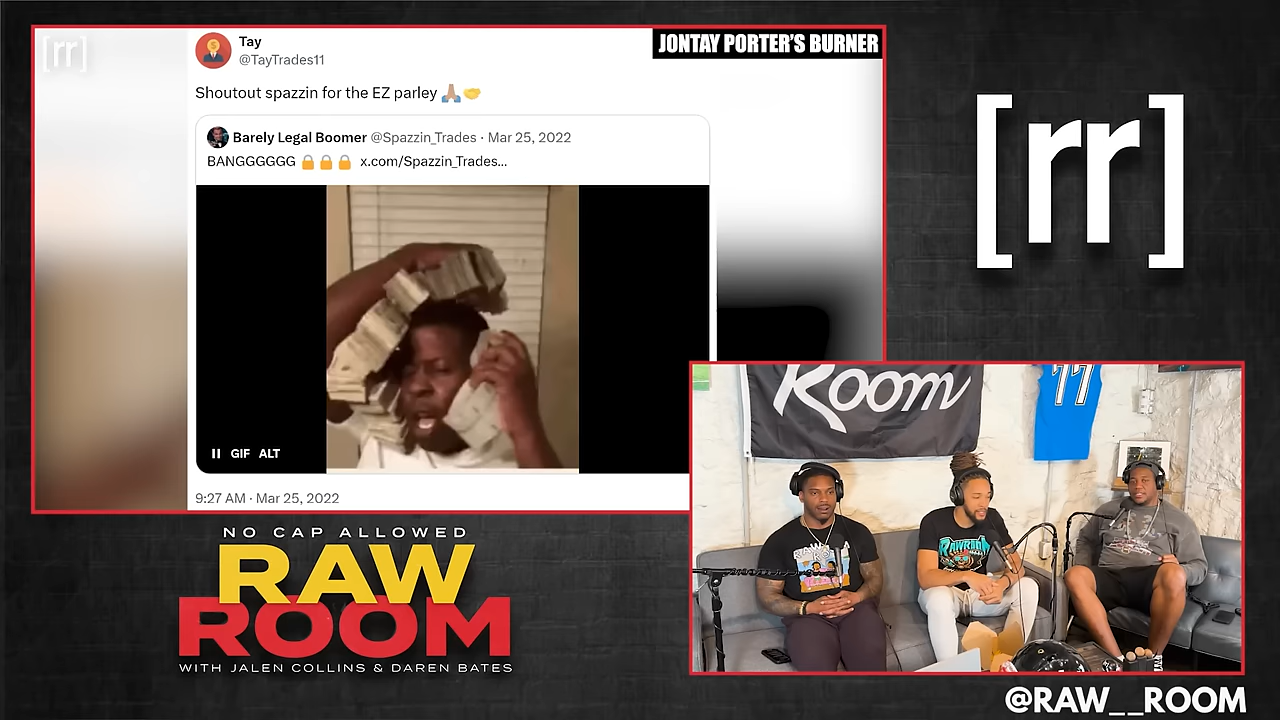 [rr]
Tay
@TayTrades11
JONTAY PORTER'S BURNER
Shoutout spazzin for the EZ parley 🙏🏽🤝
Barely Legal Boomer @Spazzin_Trades · Mar 25, 2022
BANGGGGGG 🔒🔒🔒 x.com/Spazzin_Trades...
GIF ALT
9:27 AM · Mar 25, 2022
[rr]
Room
77
NO CAP ALLOWED
RAW
ROOM
WITH JALEN COLLINS & DAREN BATES
@RAW__ROOM